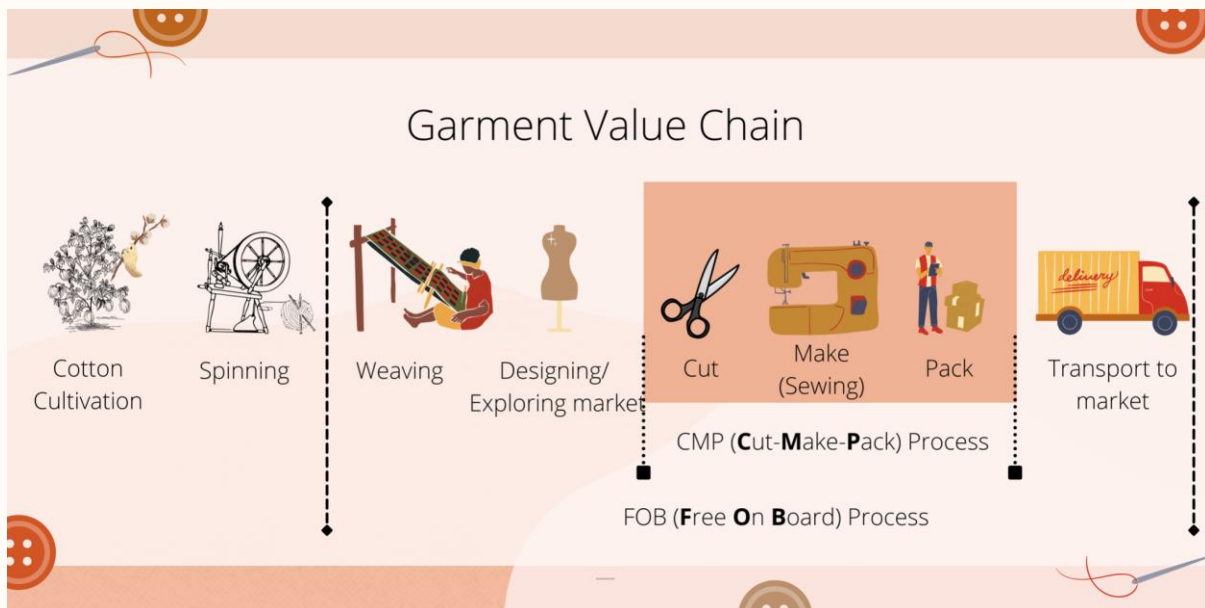 Garment Value Chain
delivery
Cotton
Cultivation
Spinning
Weaving
Designing/
Exploring market
Cut
Make
(Sewing)
Pack
Transport to
market
CMP (Cut-Make-Pack) Process
FOB (Free On Board) Process